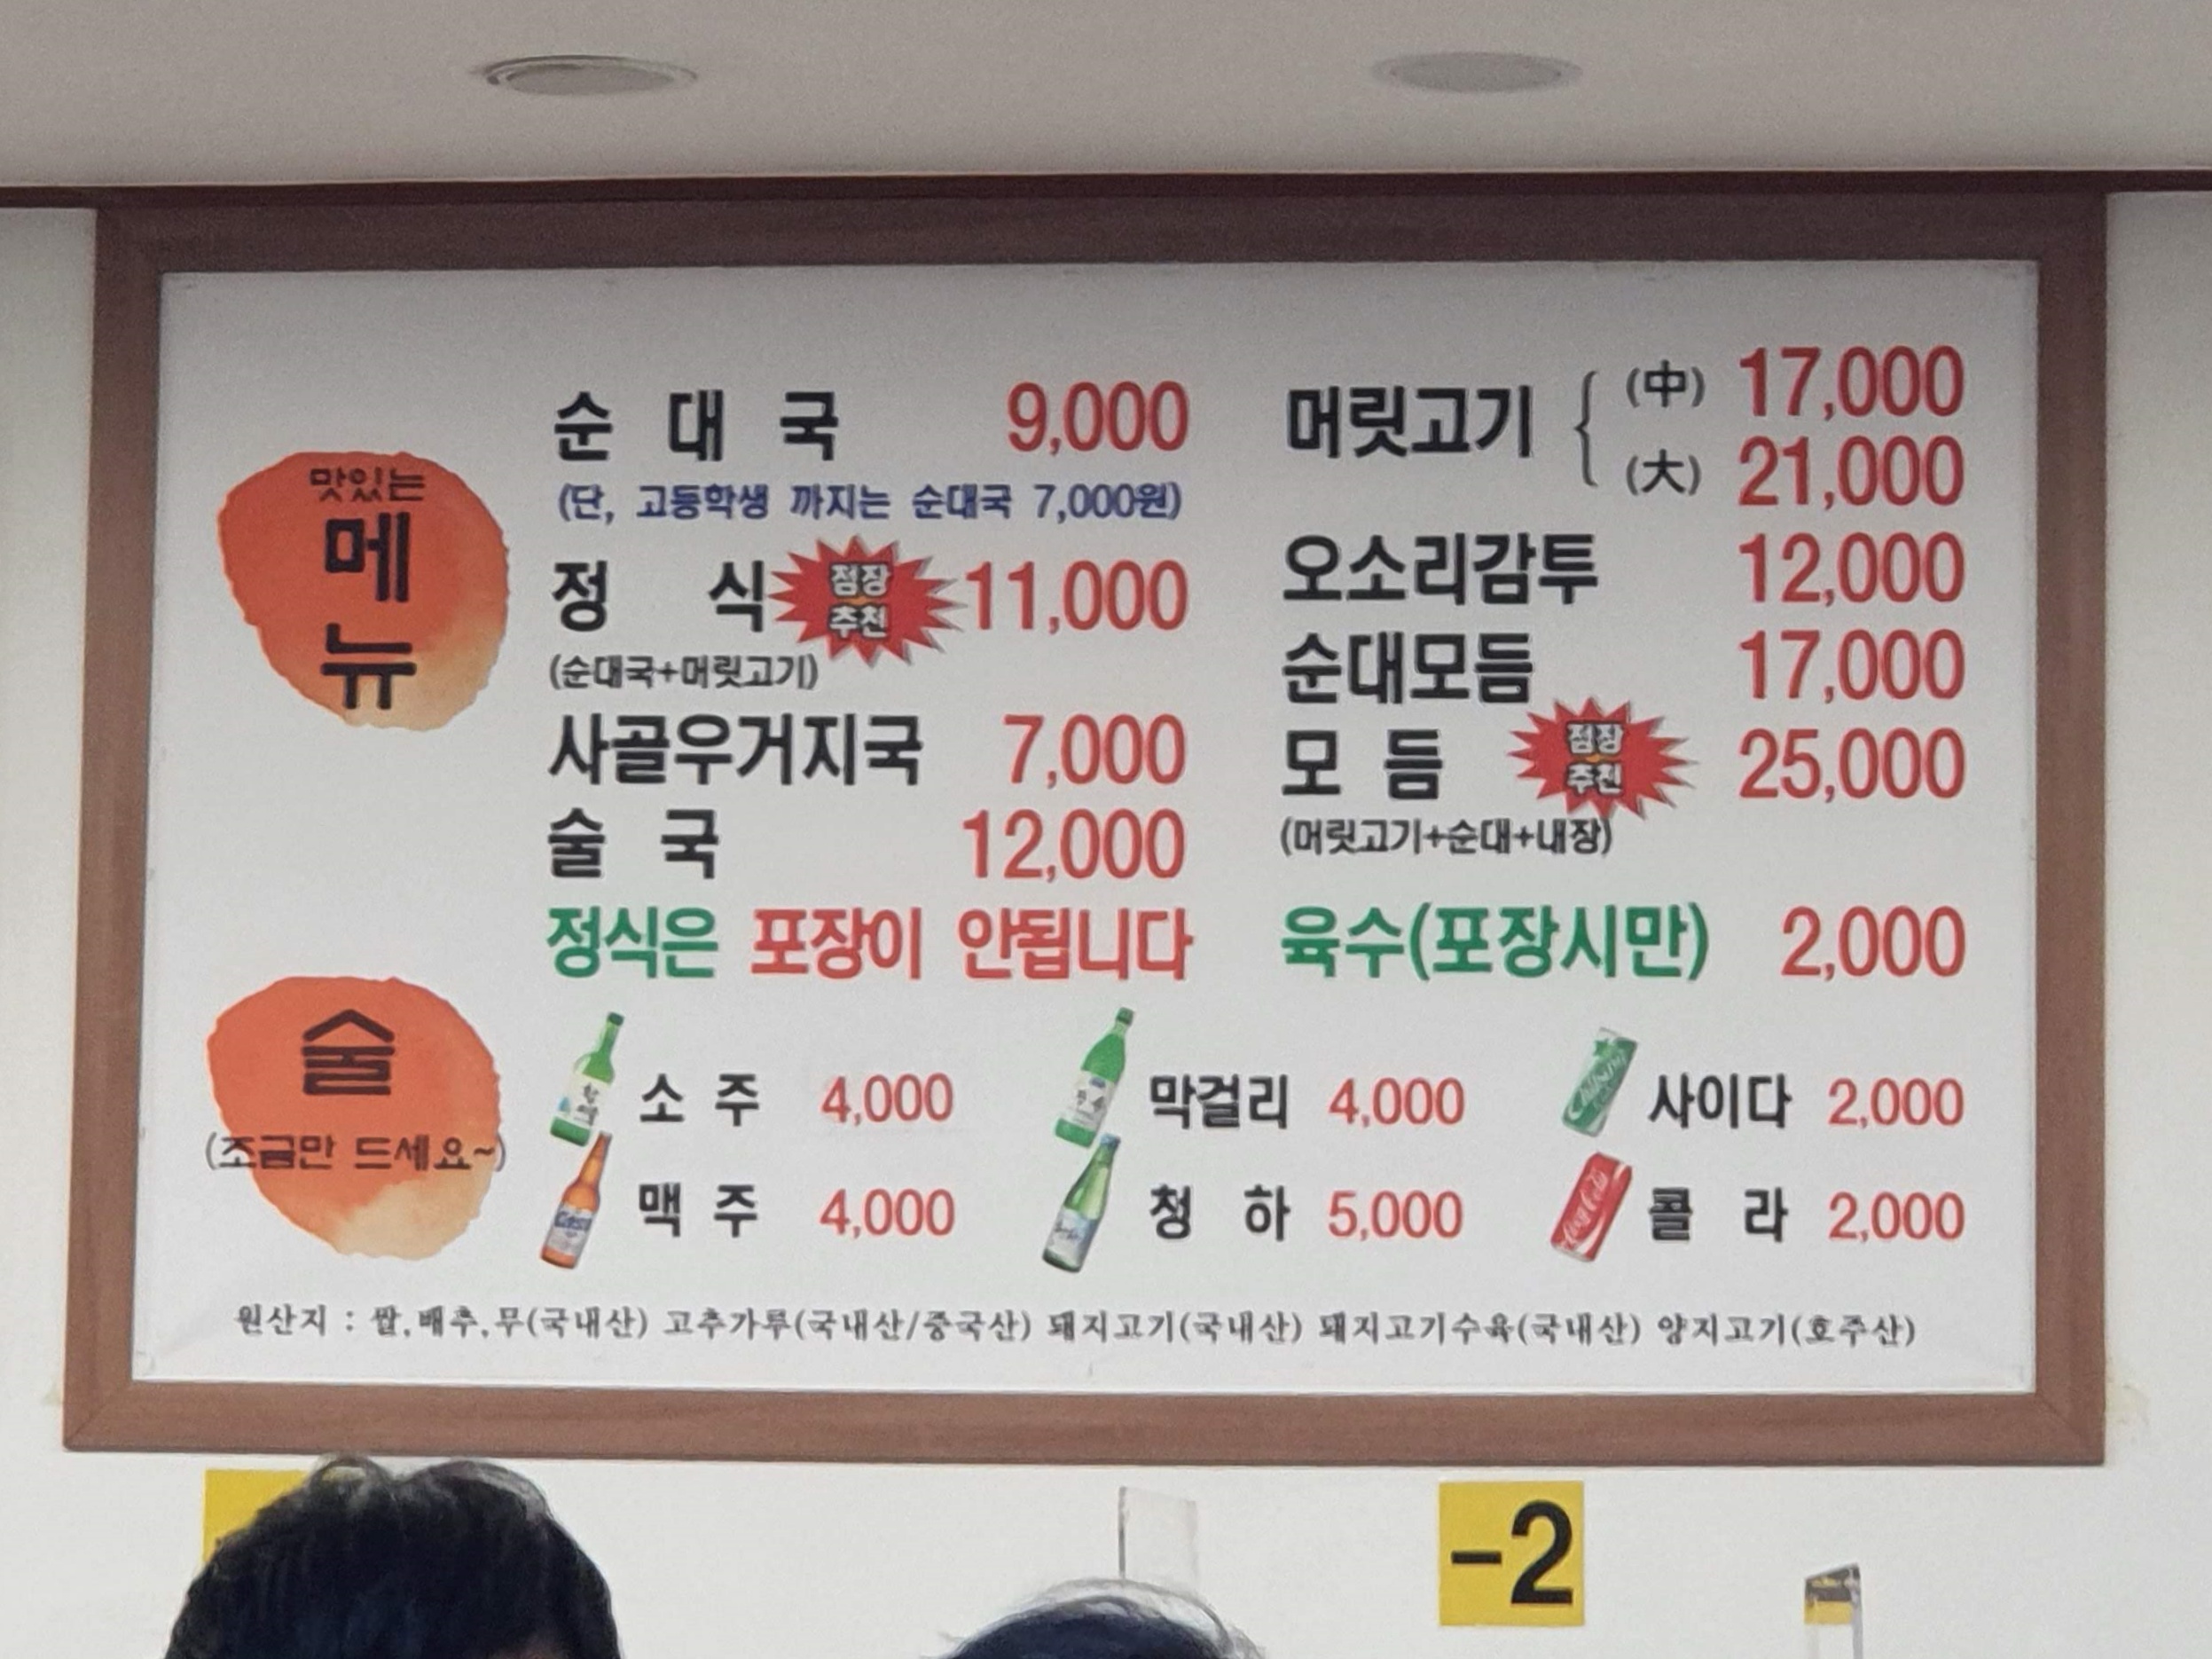 맛있는
메
뉴
순 대 국 9,000
(단, 고등학생 까지는 순대국 7,000원)
정 식 점장 추천 11,000
(순대국+머릿고기)
사골우거지국 7,000
술 국 12,000
정식은 포장이 안됩니다
머릿고기 { (中) 17,000
(大) 21,000
오소리감투 12,000
순대모듬 17,000
모 듬 점장 추천 25,000
(머릿고기+순대+내장)
육수(포장시만) 2,000
술
(조금만 드세요~)
소 주 4,000 막걸리 4,000 사이다 2,000
맥 주 4,000 청 하 5,000 콜 라 2,000
Cass
Coca-Cola
원산지 : 쌀,배추,무(국내산) 고추가루(국내산/중국산) 돼지고기(국내산) 돼지고기수육(국내산) 양지고기(호주산)
-2